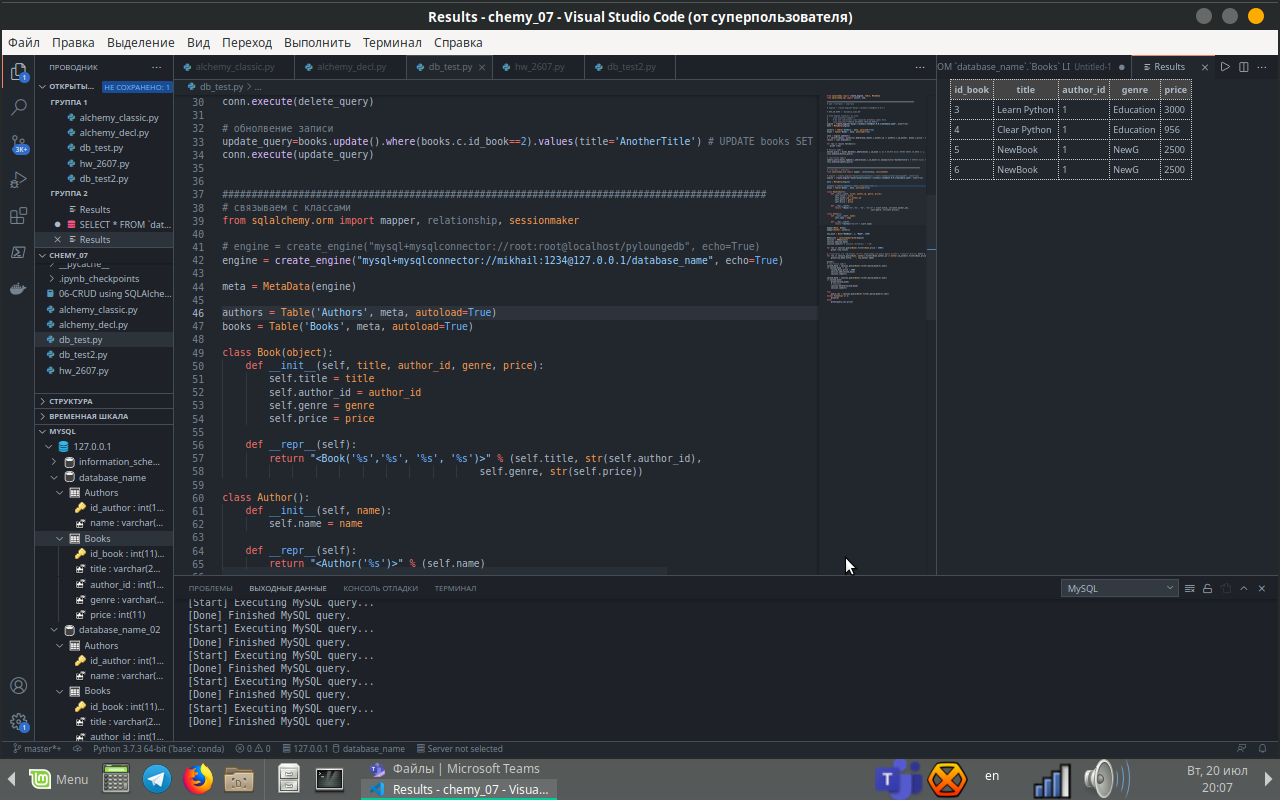 Results - chemy_07 - Visual Studio Code (от суперпользователя)
Файл Правка Выделение Вид Переход Выполнить Терминал Справка
ПРОВОДНИК ···
ОТКРЫТЫ... НЕ СОХРАНЕНО: 1
ГРУППА 1
alchemy_classic.py
alchemy_decl.py
db_test.py
hw_2607.py
db_test2.py
ГРУППА 2
Results
SELECT * FROM `dat...
Results
CHEMY_07
__pycache__
.ipynb_checkpoints
06-CRUD using SQLAlche...
alchemy_classic.py
alchemy_decl.py
db_test.py
db_test2.py
hw_2607.py
СТРУКТУРА
ВРЕМЕННАЯ ШКАЛА
MYSQL
127.0.0.1
information_sche...
database_name
Authors
id_author : int(1...
name : varchar(...
Books
id_book : int(11)...
title : varchar(2...
author_id : int(1...
genre : varchar(...
price : int(11)
database_name_02
Authors
id_author : int(1...
name : varchar(...
Books
id_book : int(11)...
title : varchar(2...
author_id : int(1...
1
3K+
1
alchemy_classic.py alchemy_decl.py db_test.py hw_2607.py db_test2.py ···
db_test.py > ...
30 conn.execute(delete_query)
31
32 # обнолвение записи
33 update_query=books.update().where(books.c.id_book==2).values(title='AnotherTitle') # UPDATE books SET
34 conn.execute(update_query)
35
36
37 #############################################################################################
38 # связываем с классами
39 from sqlalchemy.orm import mapper, relationship, sessionmaker
40
41 # engine = create_engine("mysql+mysqlconnector://root:root@localhost/pyloungedb", echo=True)
42 engine = create_engine("mysql+mysqlconnector://mikhail:1234@127.0.0.1/database_name", echo=True)
43
44 meta = MetaData(engine)
45
46 authors = Table('Authors', meta, autoload=True)
47 books = Table('Books', meta, autoload=True)
48
49 class Book(object):
50 def __init__(self, title, author_id, genre, price):
51 self.title = title
52 self.author_id = author_id
53 self.genre = genre
54 self.price = price
55
56 def __repr__(self):
57 return "<Book('%s','%s', '%s', '%s')>" % (self.title, str(self.author_id),
58 self.genre, str(self.price))
59
60 class Author():
61 def __init__(self, name):
62 self.name = name
63
64 def __repr__(self):
65 return "<Author('%s')>" % (self.name)
OM `database_name`.`Books` LI Untitled-1 Results ···
id_book title author_id genre price
3 Learn Python 1 Education 3000
4 Clear Python 1 Education 956
5 NewBook 1 NewG 2500
6 NewBook 1 NewG 2500
ПРОБЛЕМЫ ВЫХОДНЫЕ ДАННЫЕ КОНСОЛЬ ОТЛАДКИ ТЕРМИНАЛ MySQL
[Start] Executing MySQL query...
[Done] Finished MySQL query.
[Start] Executing MySQL query...
[Done] Finished MySQL query.
[Start] Executing MySQL query...
[Done] Finished MySQL query.
[Start] Executing MySQL query...
[Done] Finished MySQL query.
[Start] Executing MySQL query...
[Done] Finished MySQL query.
master*+ Python 3.7.3 64-bit ('base': conda) 0 0 127.0.0.1 database_name Server not selected
Menu
Файлы | Microsoft Teams
Results - chemy_07 - Visua...
en
Вт, 20 июл
20:07